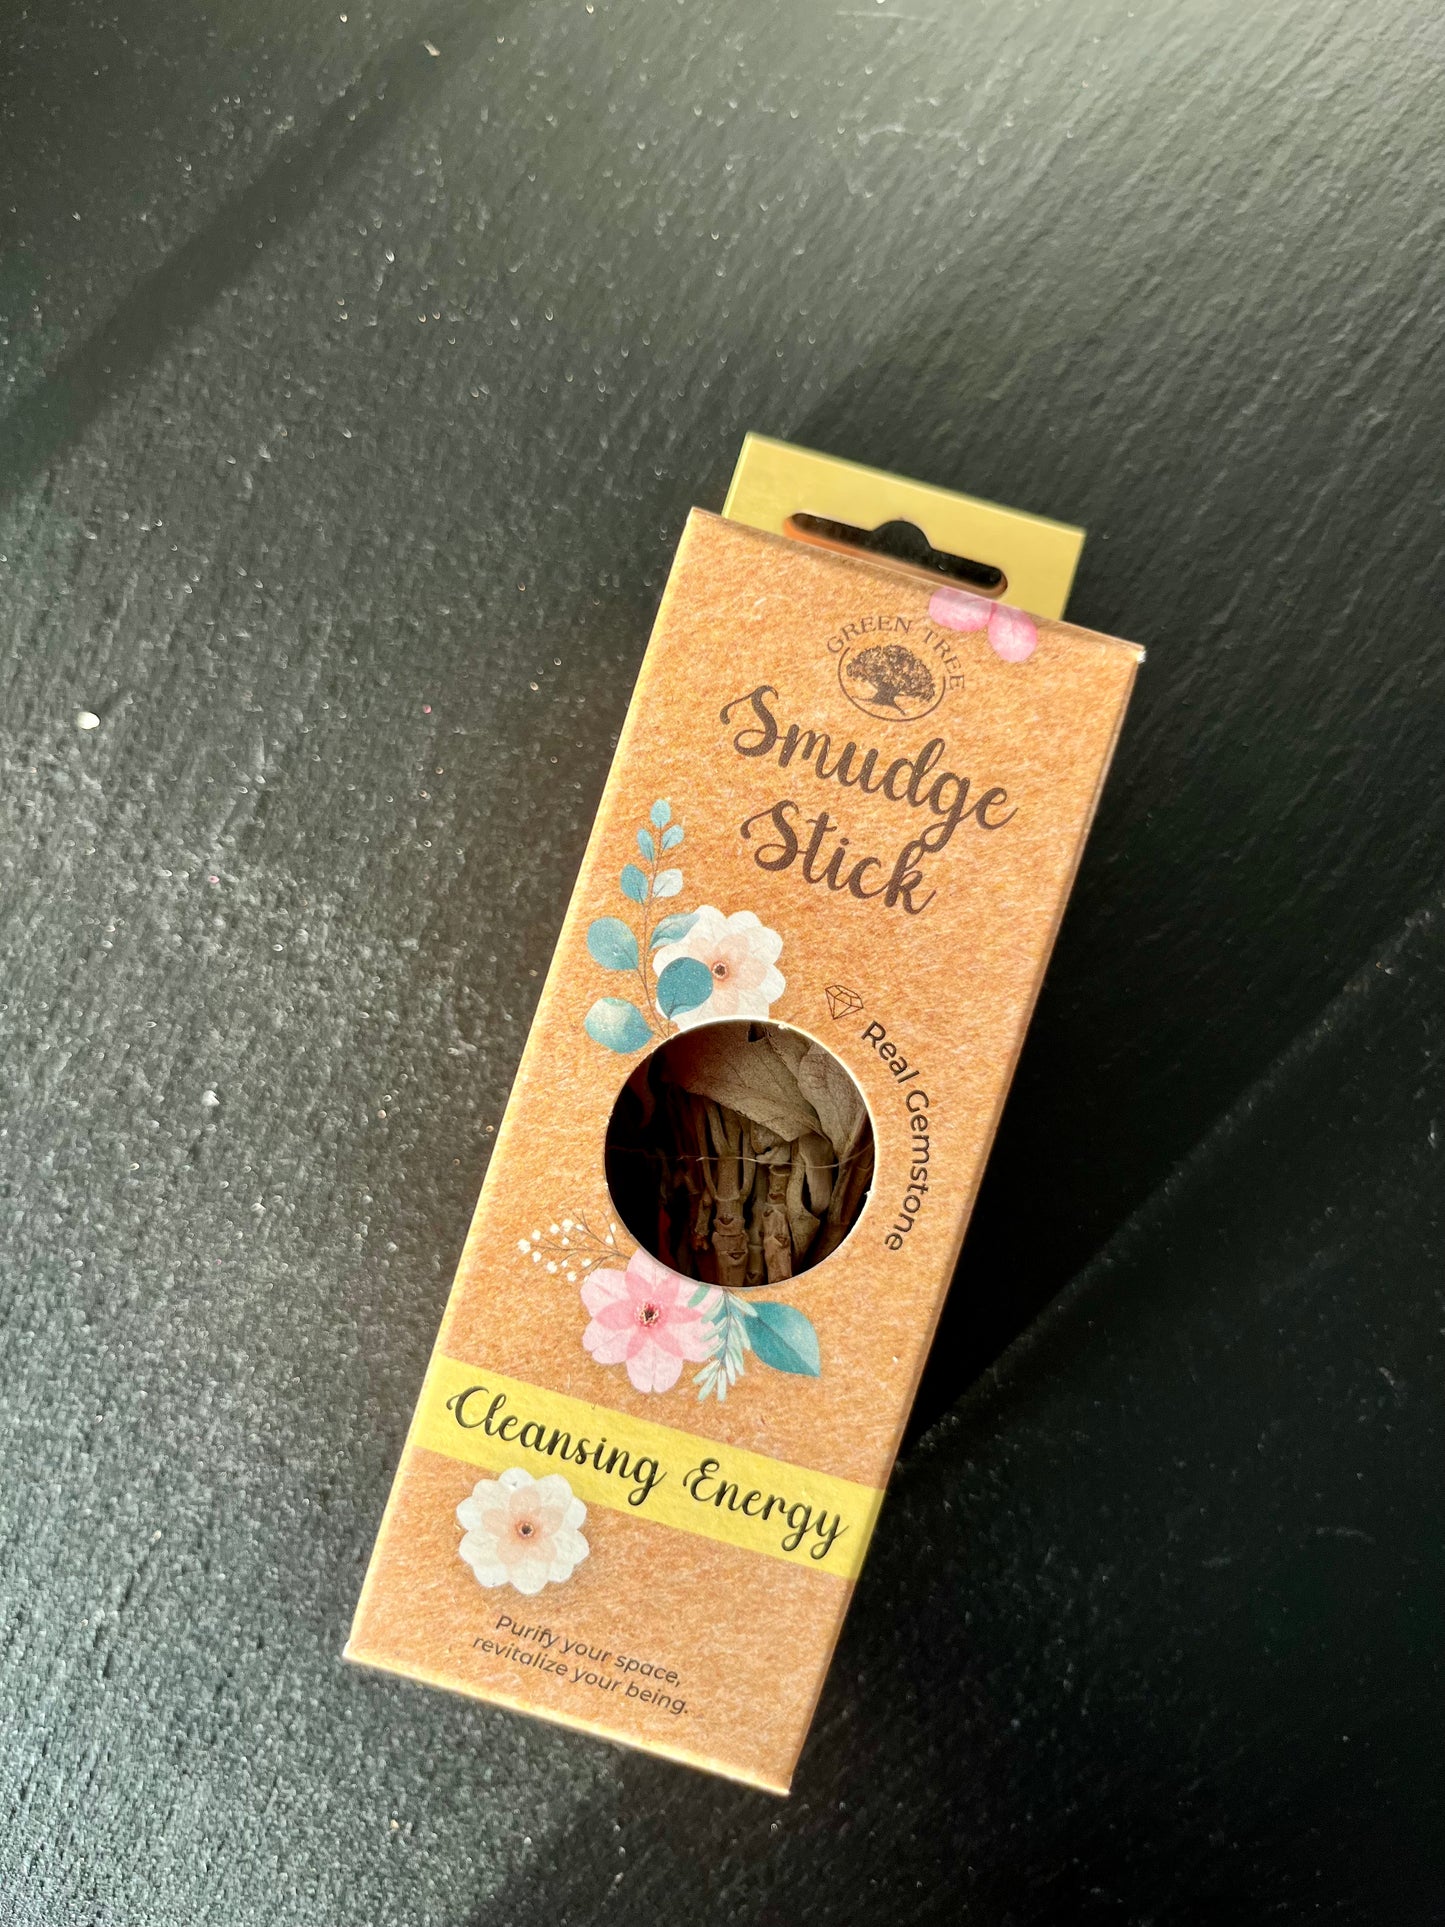 GREEN TREE
Smudge
Stick
Real Gemstone
Cleansing Energy
Purify your space,
revitalize your being.